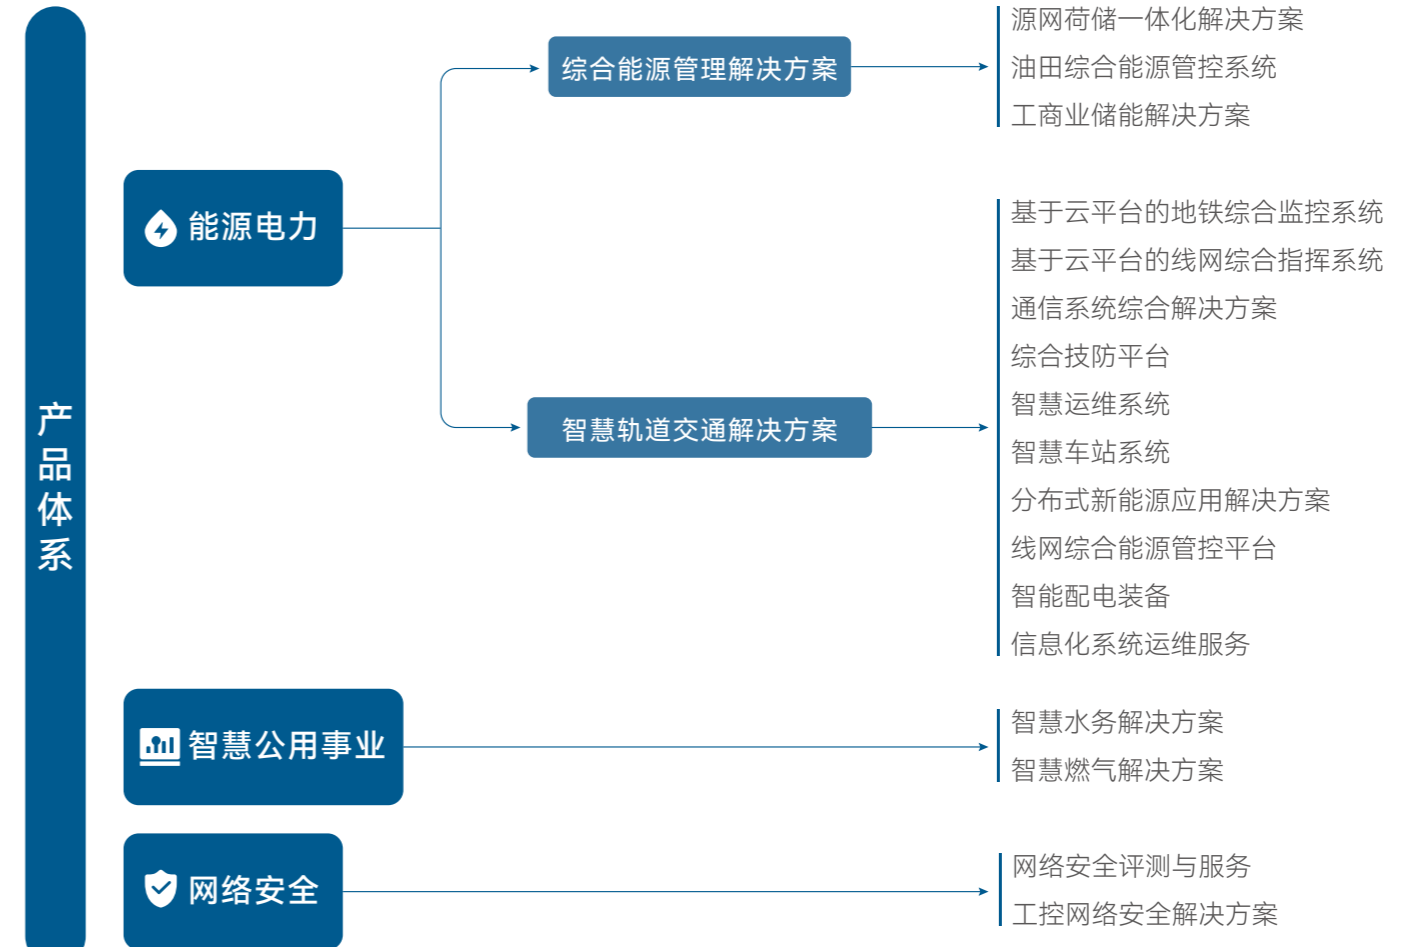 产品体系
能源电力
综合能源管理解决方案
源网荷储一体化解决方案
油田综合能源管控系统
工商业储能解决方案
智慧轨道交通解决方案
基于云平台的地铁综合监控系统
基于云平台的线网综合指挥系统
通信系统综合解决方案
综合技防平台
智慧运维系统
智慧车站系统
分布式新能源应用解决方案
线网综合能源管控平台
智能配电装备
信息化系统运维服务
智慧公用事业
智慧水务解决方案
智慧燃气解决方案
网络安全
网络安全评测与服务
工控网络安全解决方案